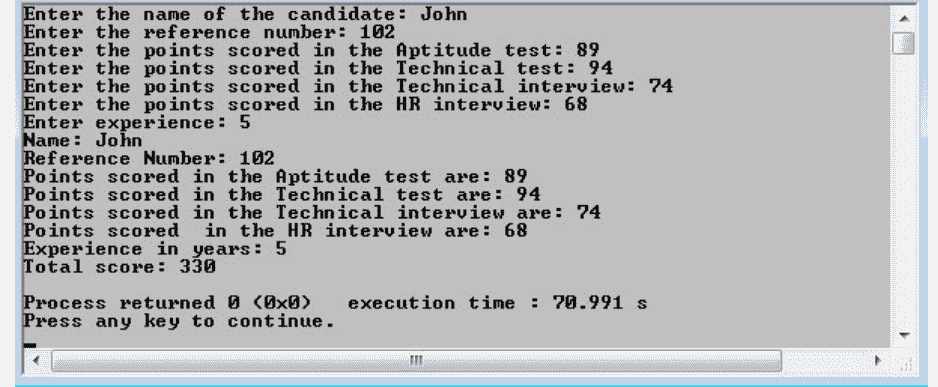 Enter the name of the candidate: John
Enter the reference number: 102
Enter the points scored in the Aptitude test: 89
Enter the points scored in the Technical test: 94
Enter the points scored in the Technical interview: 74
Enter the points scored in the HR interview: 68
Enter experience: 5
Name: John
Reference Number: 102
Points scored in the Aptitude test are: 89
Points scored in the Technical test are: 94
Points scored in the Technical interview are: 74
Points scored  in the HR interview are: 68
Experience in years: 5
Total score: 330
Process returned 0 (0x0)   execution time : 70.991 s
Press any key to continue.